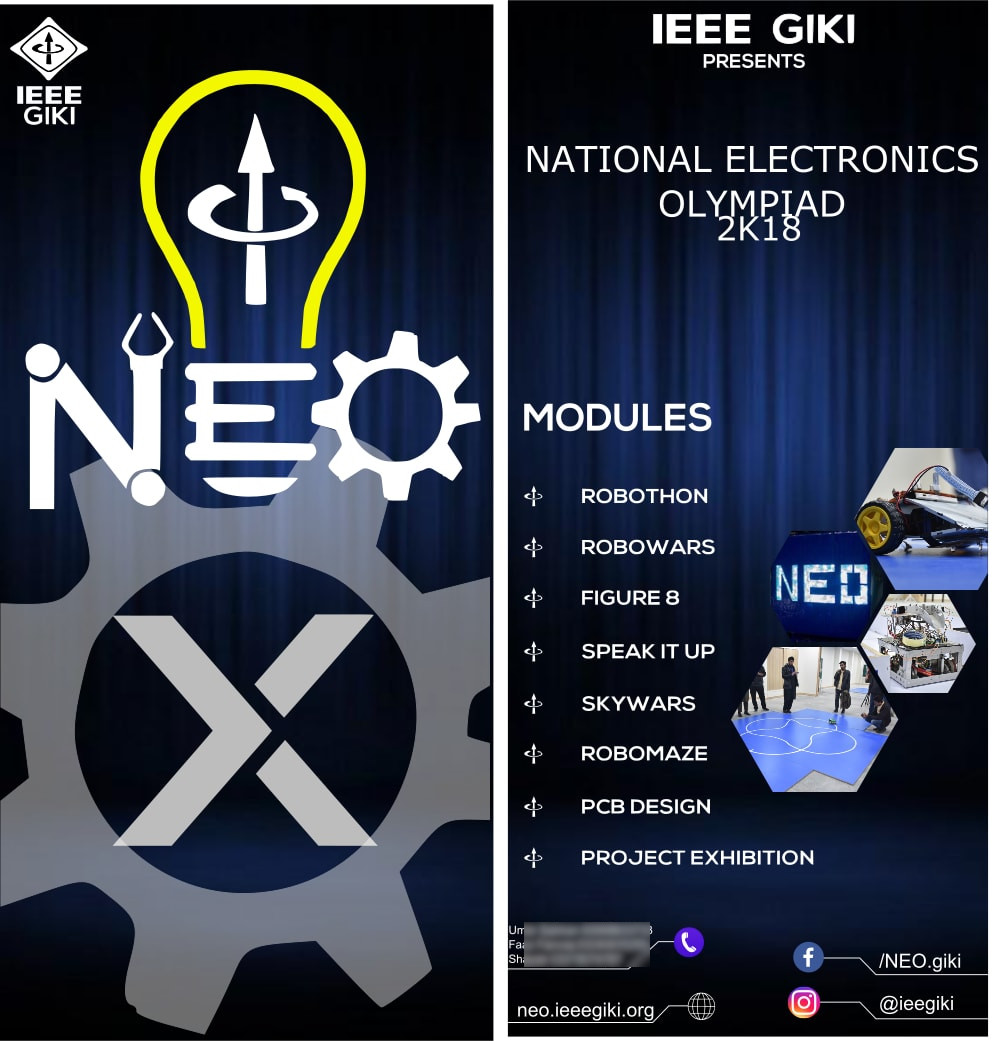 IEEE
GIKI
NEO
X
IEEE GIKI
PRESENTS
NATIONAL ELECTRONICS
OLYMPIAD
2K18
MODULES
ROBOTHON
ROBOWARS
FIGURE 8
SPEAK IT UP
SKYWARS
ROBOMAZE
PCB DESIGN
PROJECT EXHIBITION
NEO
/NEO.giki
neo.ieeegiki.org
@ieegiki